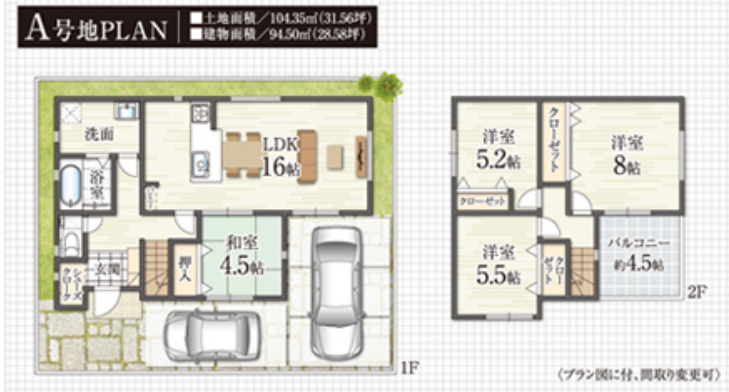 A号地PLAN
■土地面積／104.35㎡(31.56坪)
■建物面積／94.50㎡(28.58坪)
洗面
浴室
LDK
16帖
和室
4.5帖
押入
玄関
シューズ
クローク
1F
洋室
5.2帖
クローゼット
クローゼット
洋室
8帖
洋室
5.5帖
クロー
ゼット
バルコニー
約4.5帖
2F
〈プラン図に付、間取り変更可〉